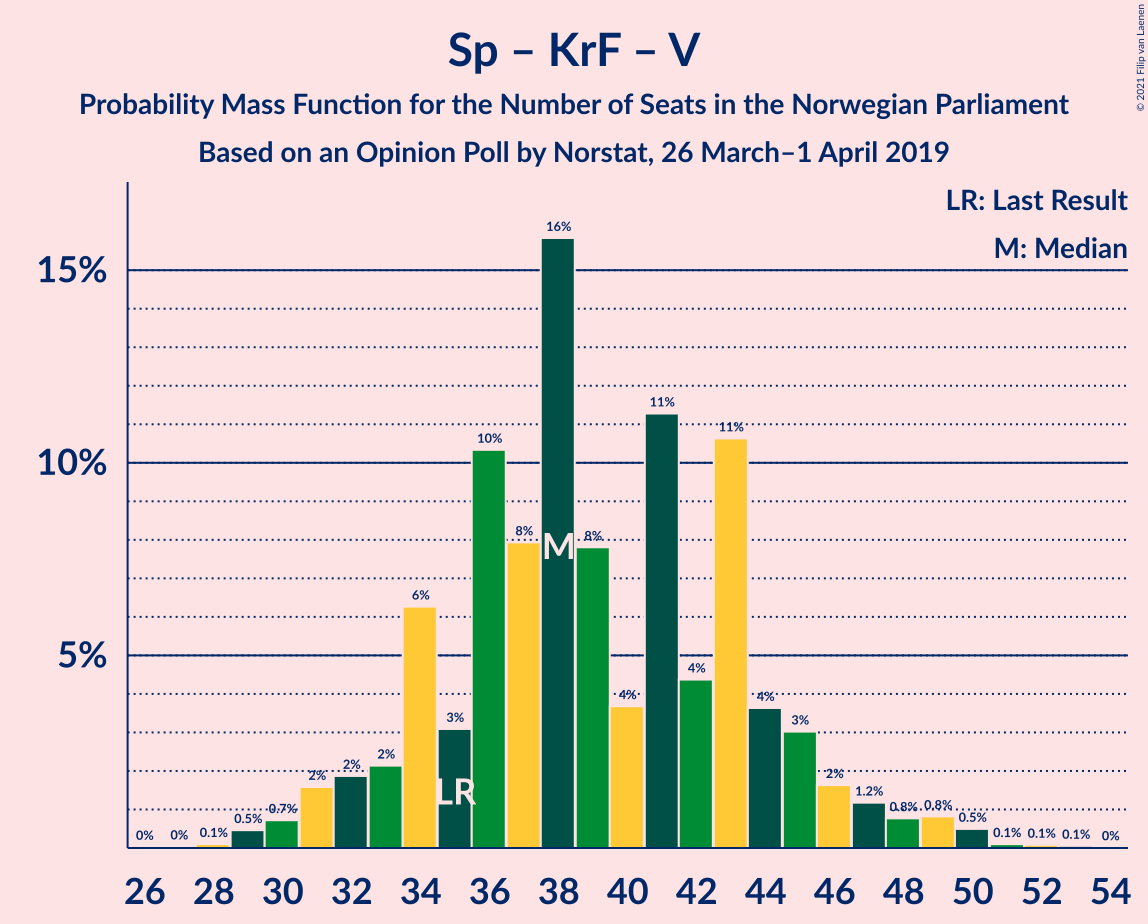 Sp – KrF – V
Probability Mass Function for the Number of Seats in the Norwegian Parliament
Based on an Opinion Poll by Norstat, 26 March–1 April 2019
© 2021 Filip van Laenen
LR: Last Result
M: Median
15%
10%
5%
0% 0% 0.1% 0.5% 0.7% 2% 2% 2% 6% 3% 10% 8% 16% 8% 4% 11% 4% 11% 4% 3% 2% 1.2% 0.8% 0.8% 0.5% 0.1% 0.1% 0.1% 0%
M
LR
26 28 30 32 34 36 38 40 42 44 46 48 50 52 54